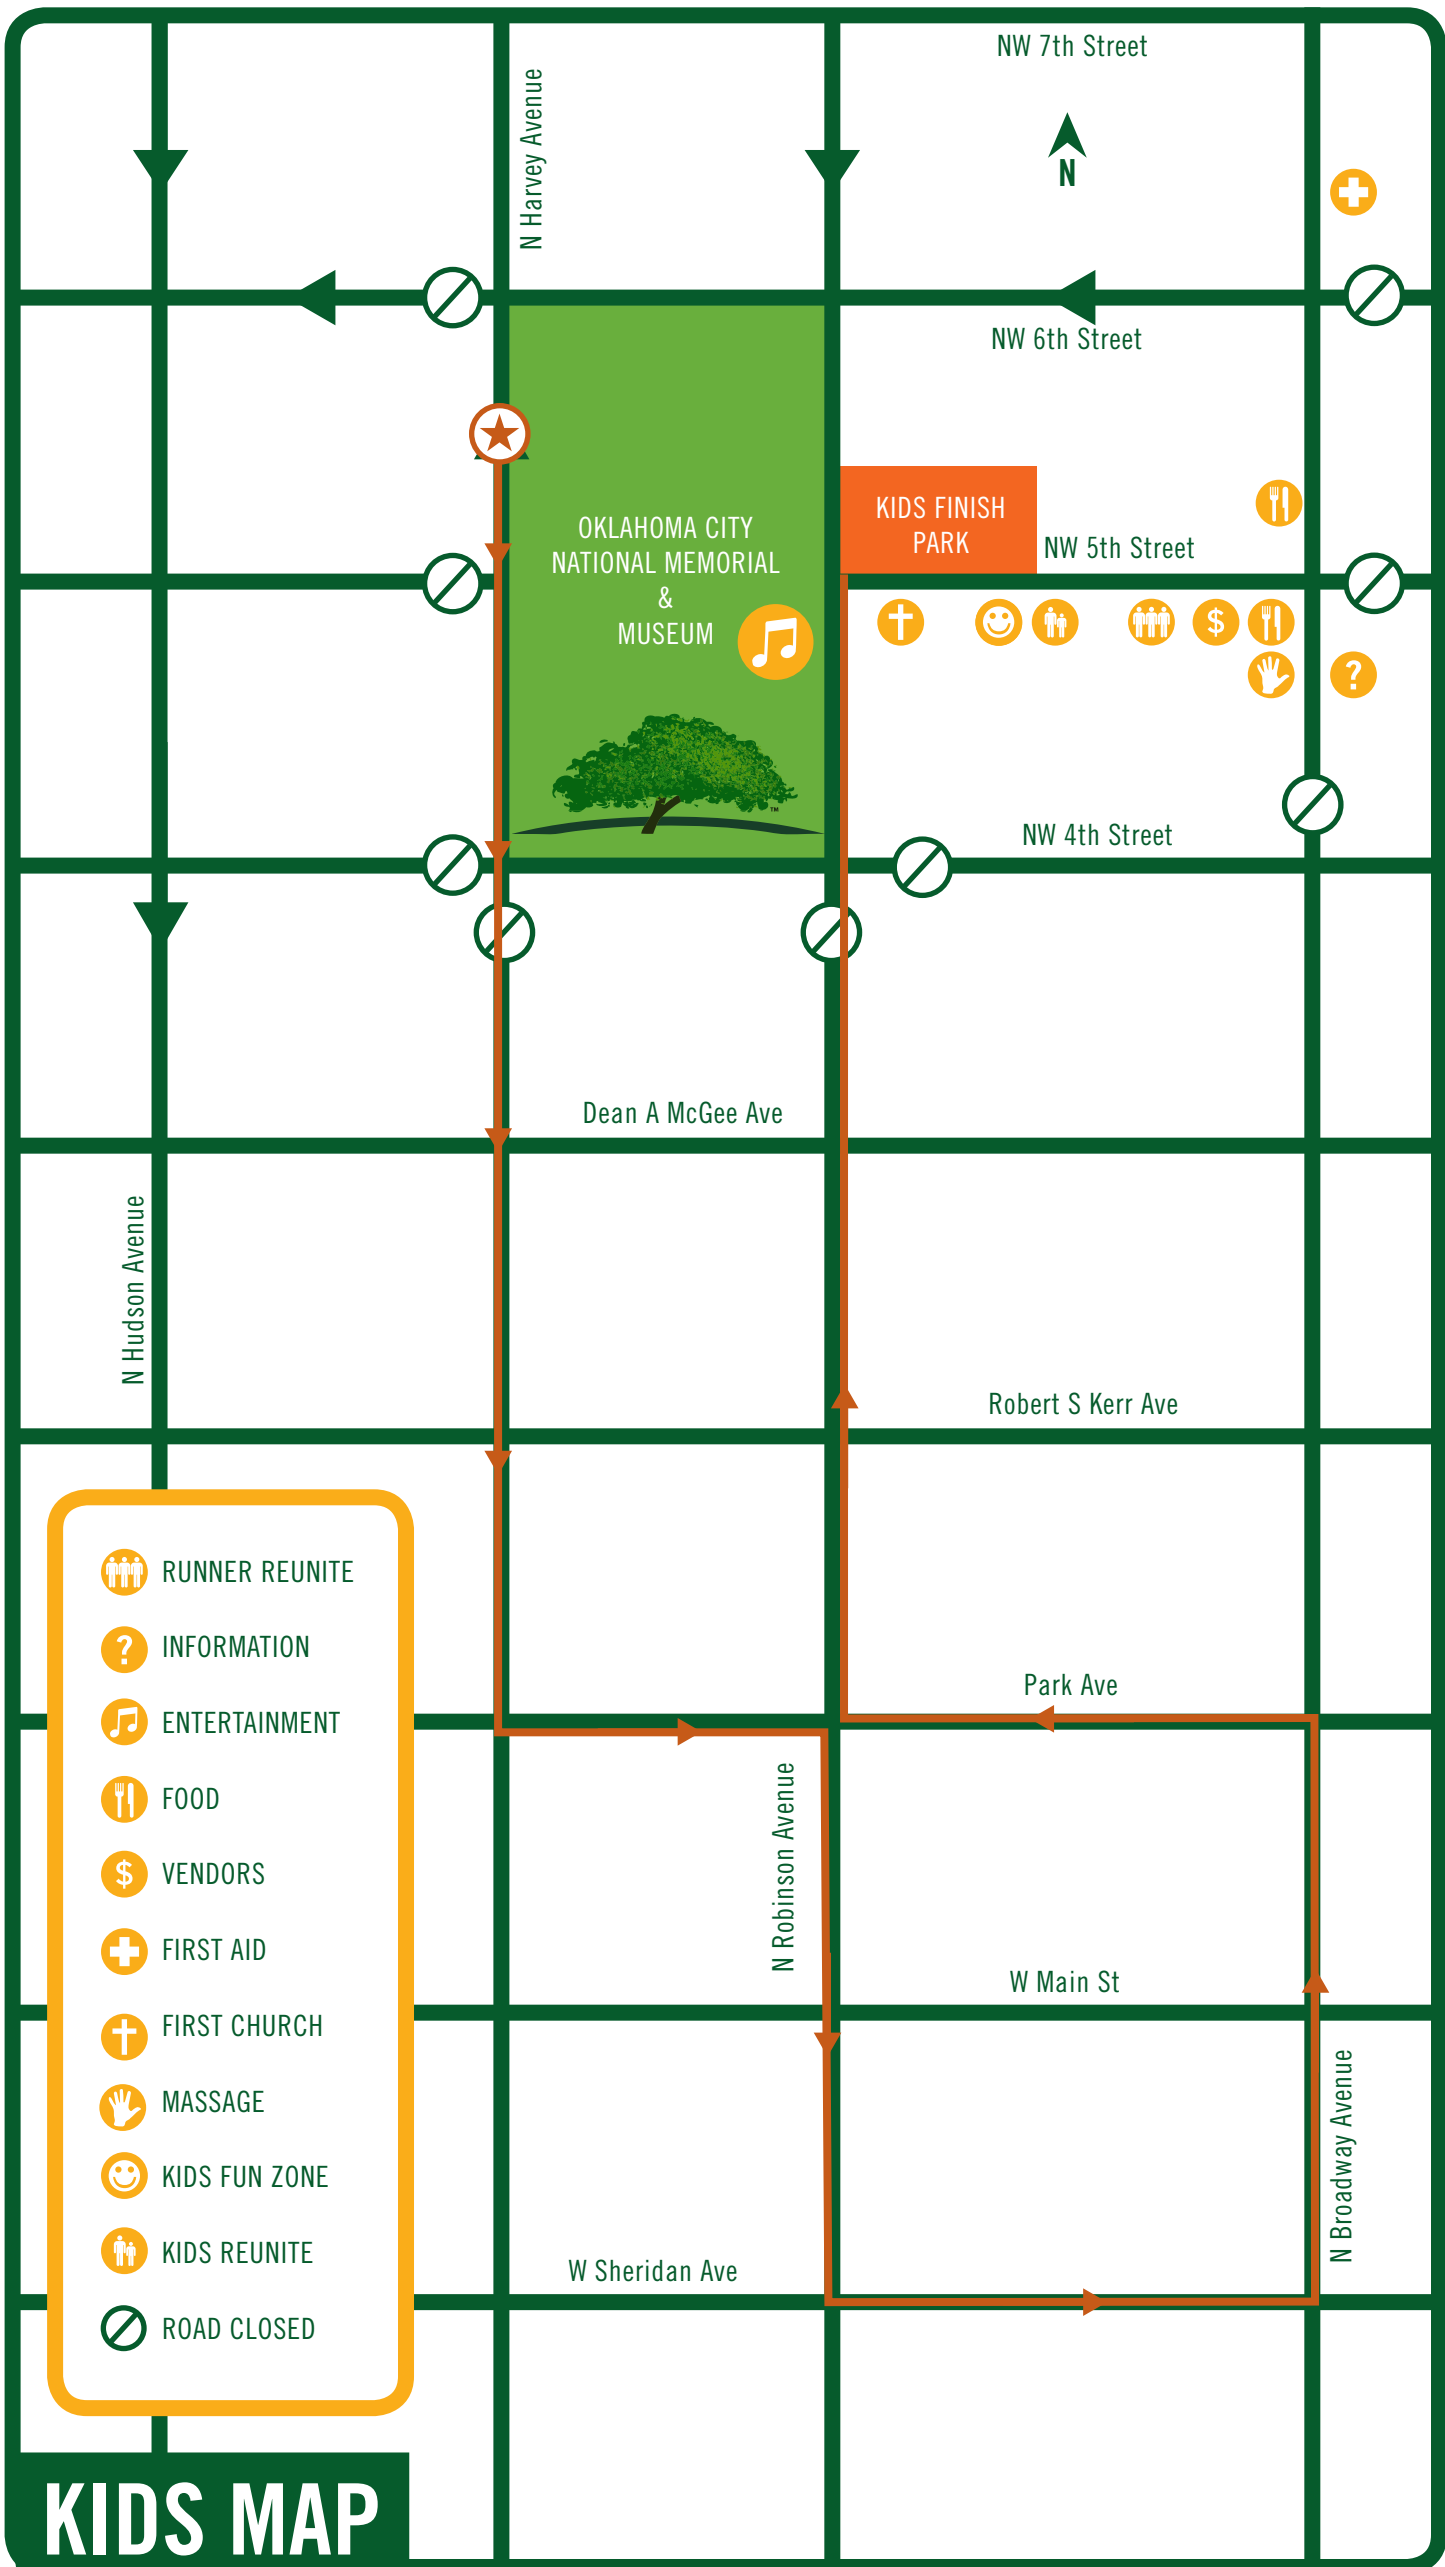 NW 7th Street
N Harvey Avenue
N
NW 6th Street
KIDS FINISH
PARK
OKLAHOMA CITY
NATIONAL MEMORIAL
&
MUSEUM
NW 5th Street
$
?
™
NW 4th Street
Dean A McGee Ave
N Hudson Avenue
Robert S Kerr Ave
Park Ave
N Robinson Avenue
W Main St
N Broadway Avenue
W Sheridan Ave
RUNNER REUNITE
? INFORMATION
ENTERTAINMENT
FOOD
$ VENDORS
FIRST AID
FIRST CHURCH
MASSAGE
KIDS FUN ZONE
KIDS REUNITE
ROAD CLOSED
KIDS MAP